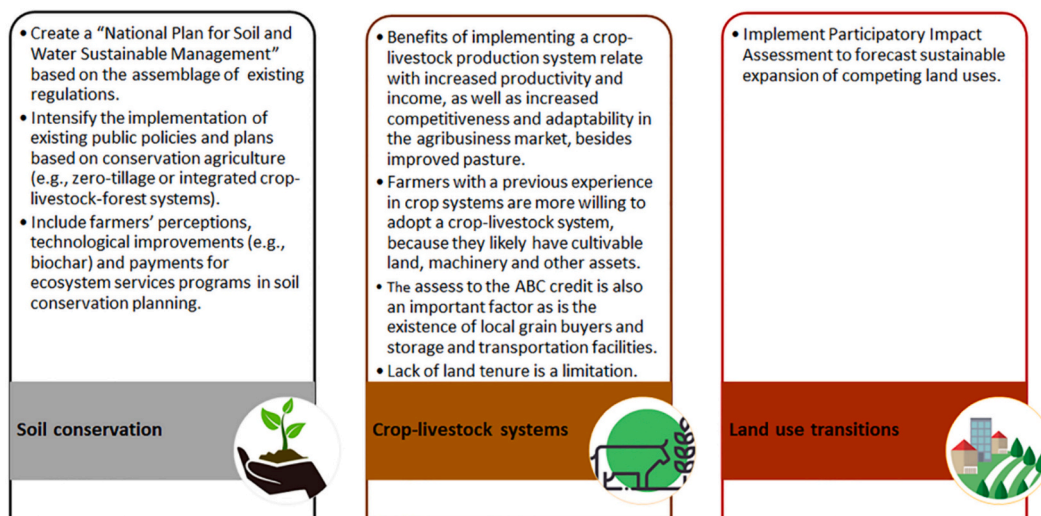 • Create a “National Plan for Soil and
Water Sustainable Management”
based on the assemblage of existing
regulations.
• Intensify the implementation of
existing public policies and plans
based on conservation agriculture
(e.g., zero-tillage or integrated crop-
livestock-forest systems).
• Include farmers’ perceptions,
technological improvements (e.g.,
biochar) and payments for
ecosystem services programs in soil
conservation planning.
Soil conservation
• Benefits of implementing a crop-
livestock production system relate
with increased productivity and
income, as well as increased
competitiveness and adaptability in
the agribusiness market, besides
improved pasture.
• Farmers with a previous experience
in crop systems are more willing to
adopt a crop-livestock system,
because they likely have cultivable
land, machinery and other assets.
• The assess to the ABC credit is also
an important factor as is the
existence of local grain buyers and
storage and transportation facilities.
• Lack of land tenure is a limitation.
Crop-livestock systems
• Implement Participatory Impact
Assessment to forecast sustainable
expansion of competing land uses.
Land use transitions